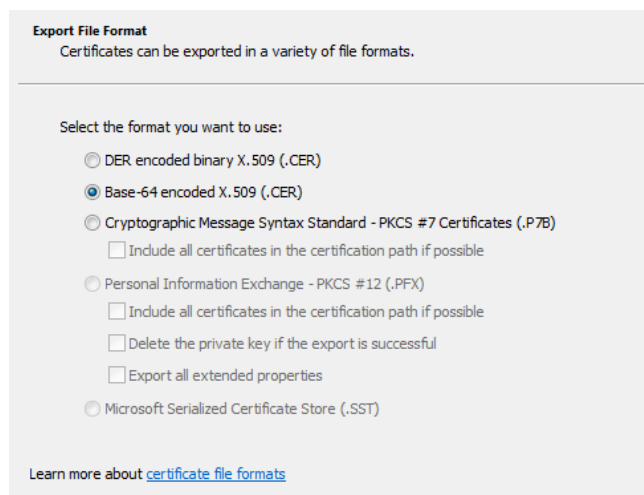 Export File Format
Certificates can be exported in a variety of file formats.
Select the format you want to use:
DER encoded binary X.509 (.CER)
Base-64 encoded X.509 (.CER)
Cryptographic Message Syntax Standard - PKCS #7 Certificates (.P7B)
Include all certificates in the certification path if possible
Personal Information Exchange - PKCS #12 (.PFX)
Include all certificates in the certification path if possible
Delete the private key if the export is successful
Export all extended properties
Microsoft Serialized Certificate Store (.SST)
Learn more about certificate file formats